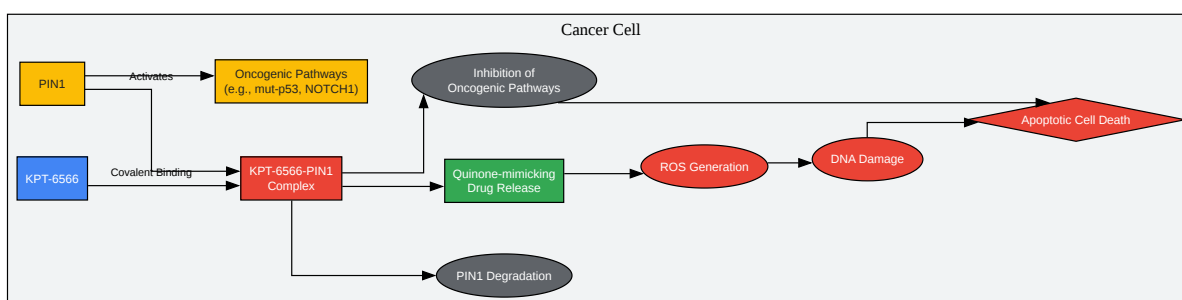 Cancer Cell
PIN1
Activates
Oncogenic Pathways
(e.g., mut-p53, NOTCH1)
Inhibition of
Oncogenic Pathways
Apoptotic Cell Death
KPT-6566
Covalent Binding
KPT-6566-PIN1
Complex
Quinone-mimicking
Drug Release
ROS Generation
DNA Damage
PIN1 Degradation